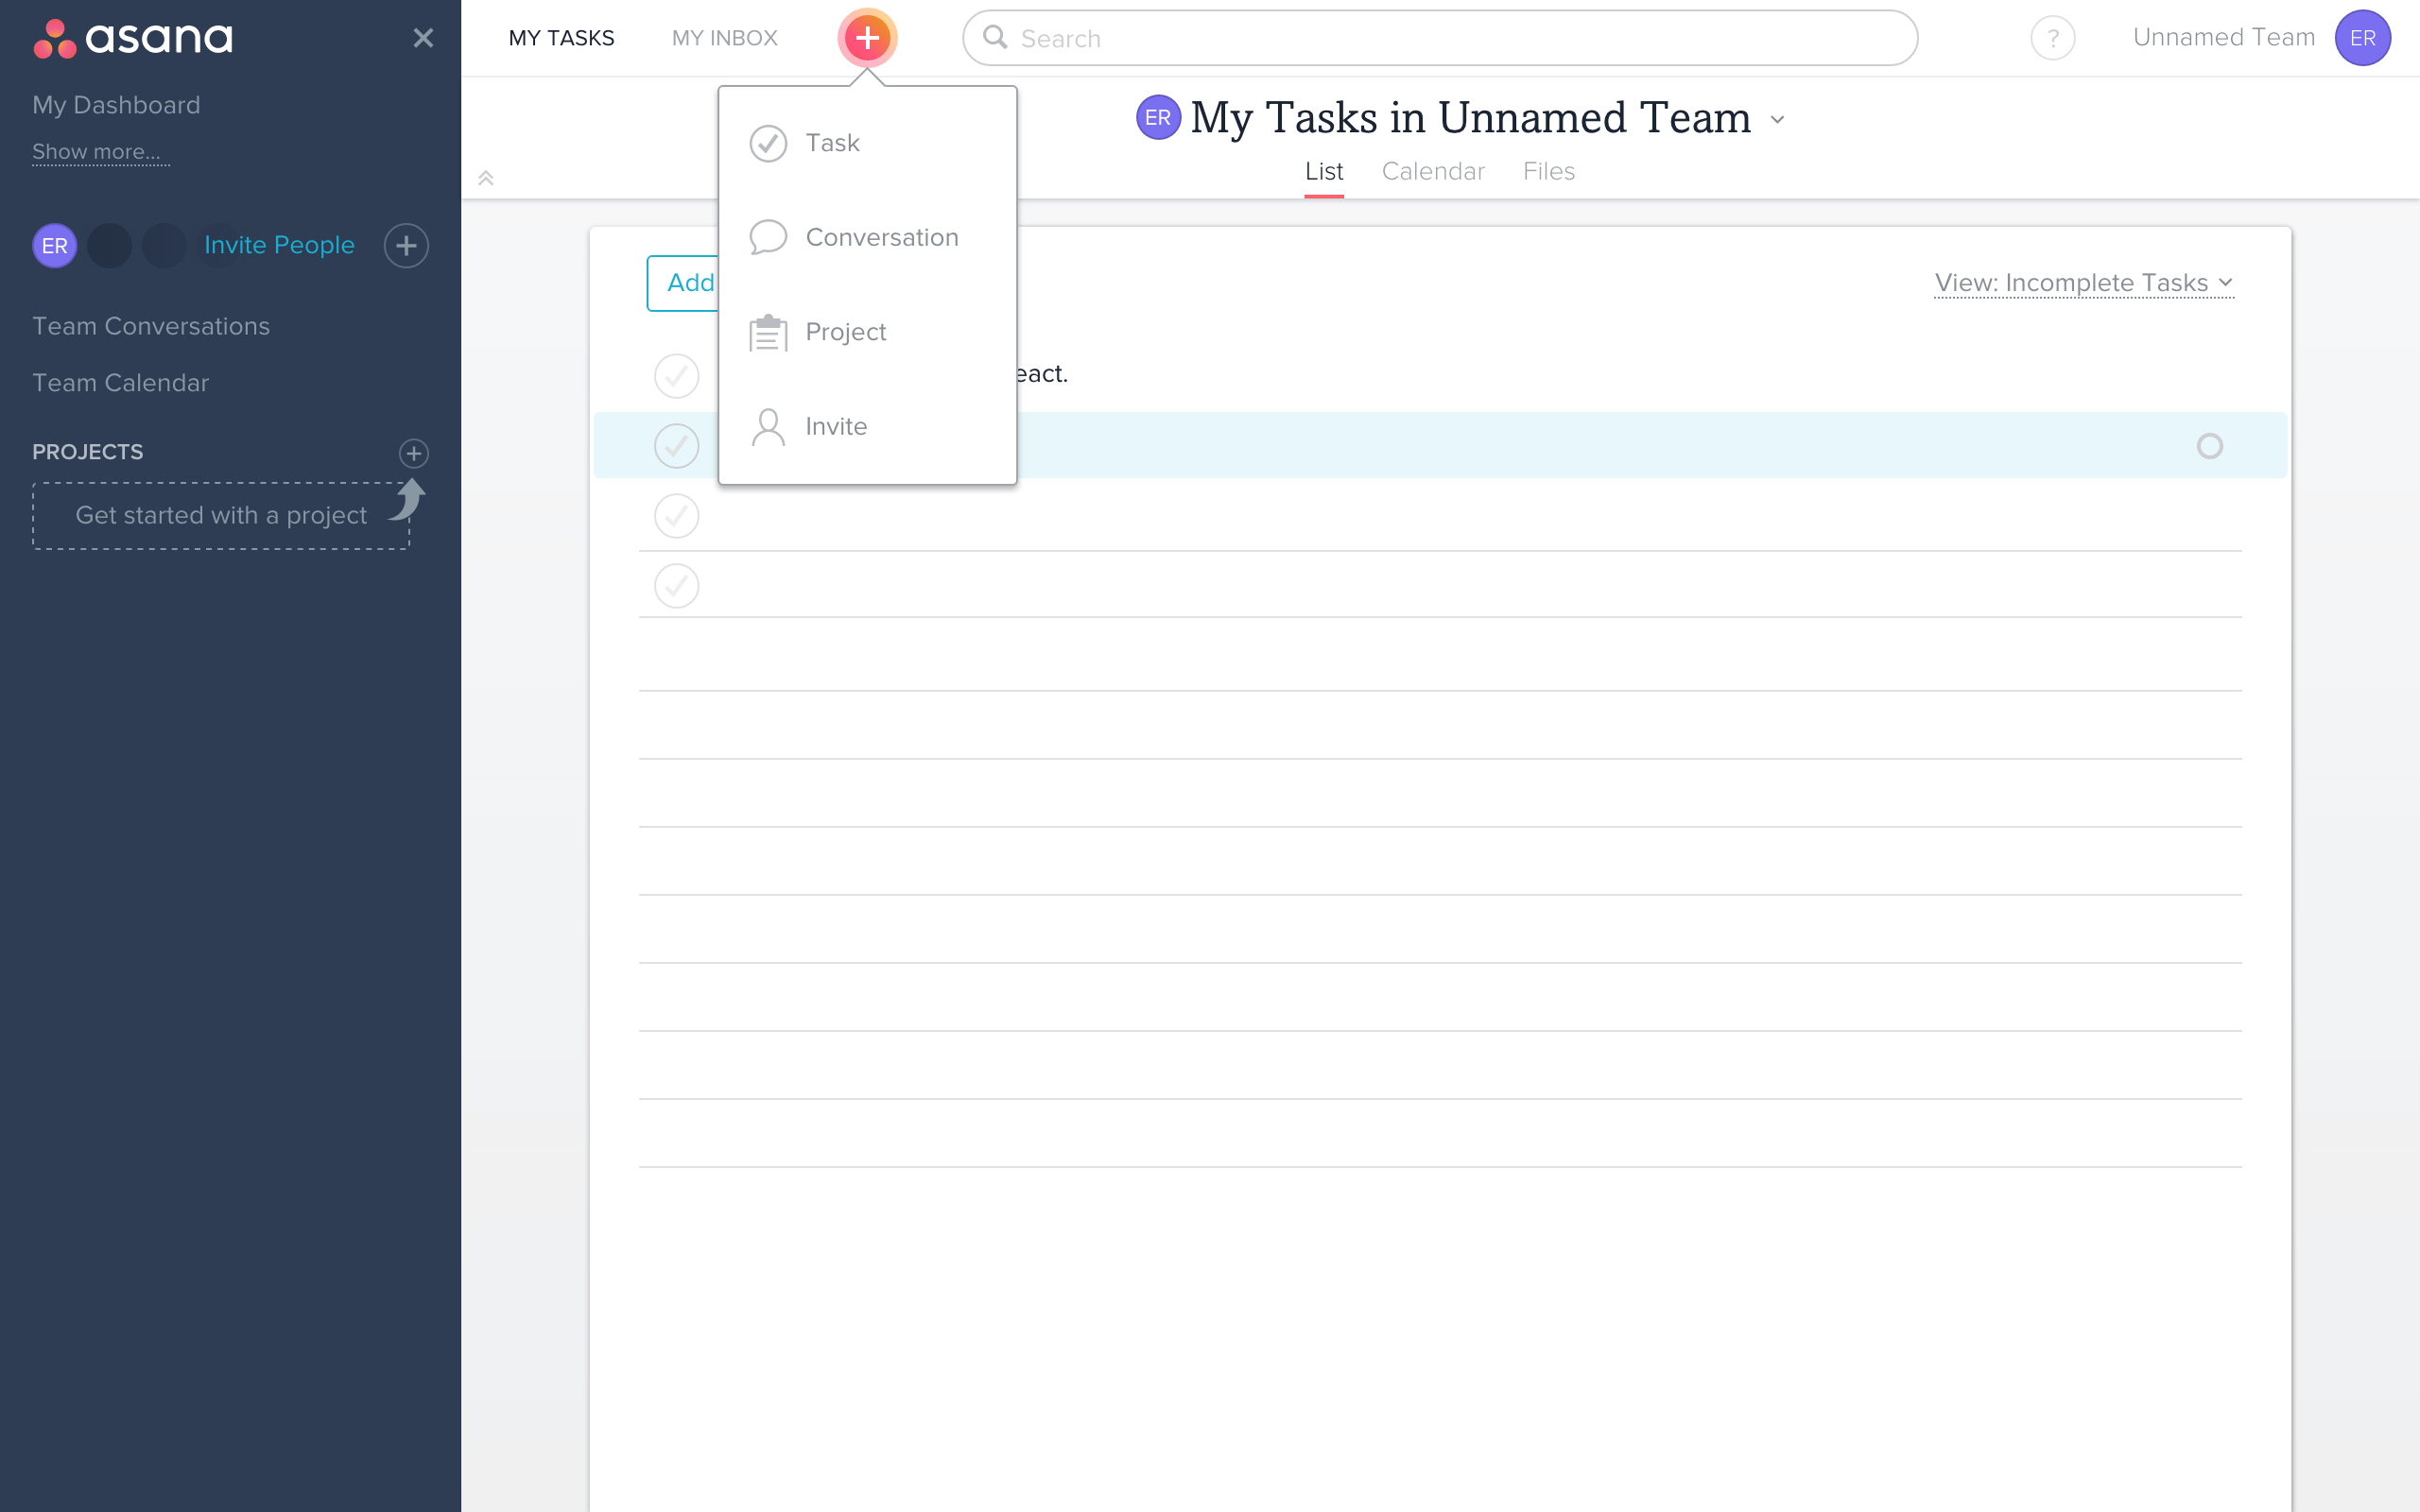 asana
My Dashboard
Show more...
ER
Invite People
Team Conversations
Team Calendar
PROJECTS
Get started with a project
MY TASKS
MY INBOX
Search
?
Unnamed Team
ER
Task
Conversation
Project
Invite
ER
My Tasks in Unnamed Team
List
Calendar
Files
Add
View: Incomplete Tasks
eact.